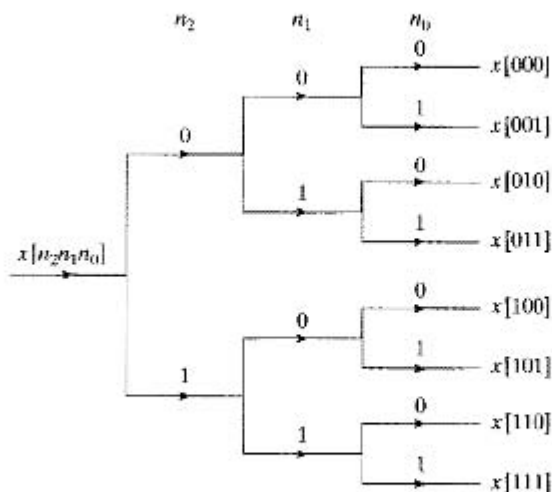 n₂ n₁ n₀
0 x[000]
0
1 x[001]
0
0 x[010]
1
1 x[011]
x[n₂n₁n₀]
0 x[100]
0
1 x[101]
1
0 x[110]
1
1 x[111]